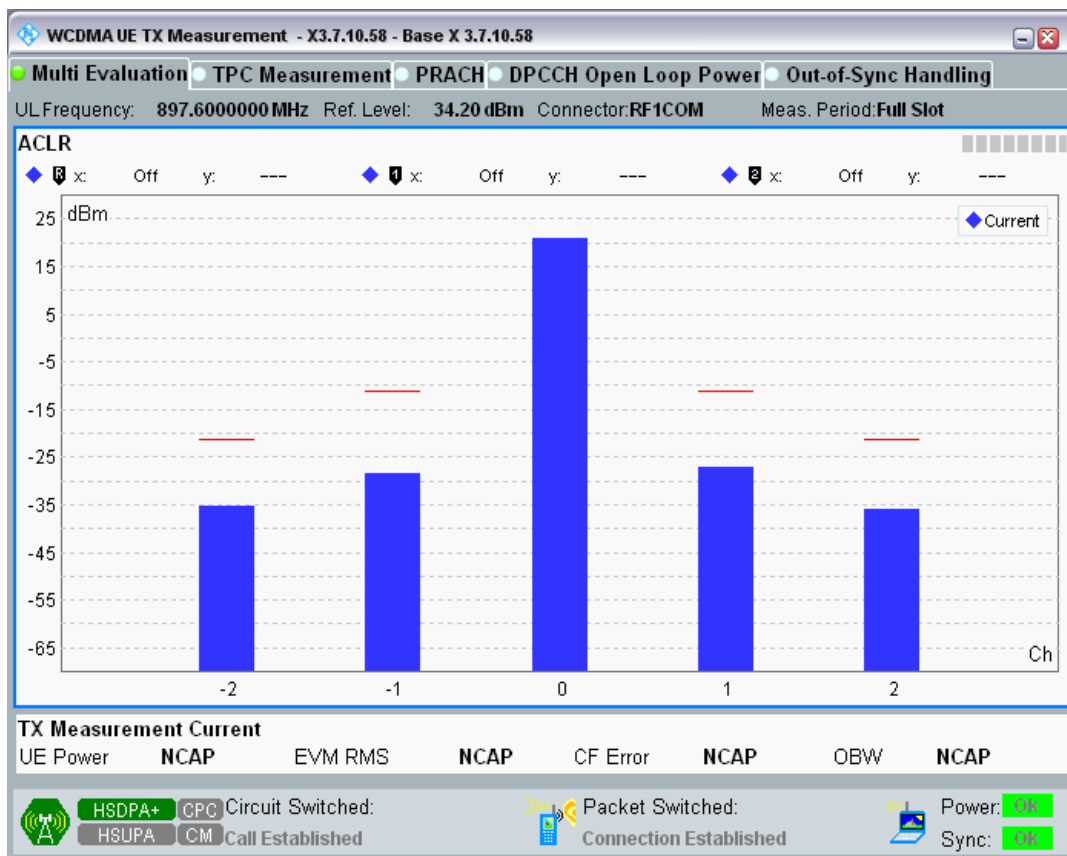 WCDMA UE TX Measurement - X3.7.10.58 - Base X 3.7.10.58
Multi Evaluation TPC Measurement PRACH DPCCH Open Loop Power Out-of-Sync Handling
UL Frequency: 897.6000000 MHz Ref. Level: 34.20 dBm Connector: RF1COM Meas. Period: Full Slot
ACLR
R x: Off y: --- 1 x: Off y: --- 2 x: Off y: ---
dBm
Current
25
15
5
-5
-15
-25
-35
-45
-55
-65
Ch
-2 -1 0 1 2
TX Measurement Current
UE Power NCAP EVM RMS NCAP CF Error NCAP OBW NCAP
HSDPA+ CPC Circuit Switched: Packet Switched: Power: Ok
HSUPA CM Call Established Connection Established Sync: Ok